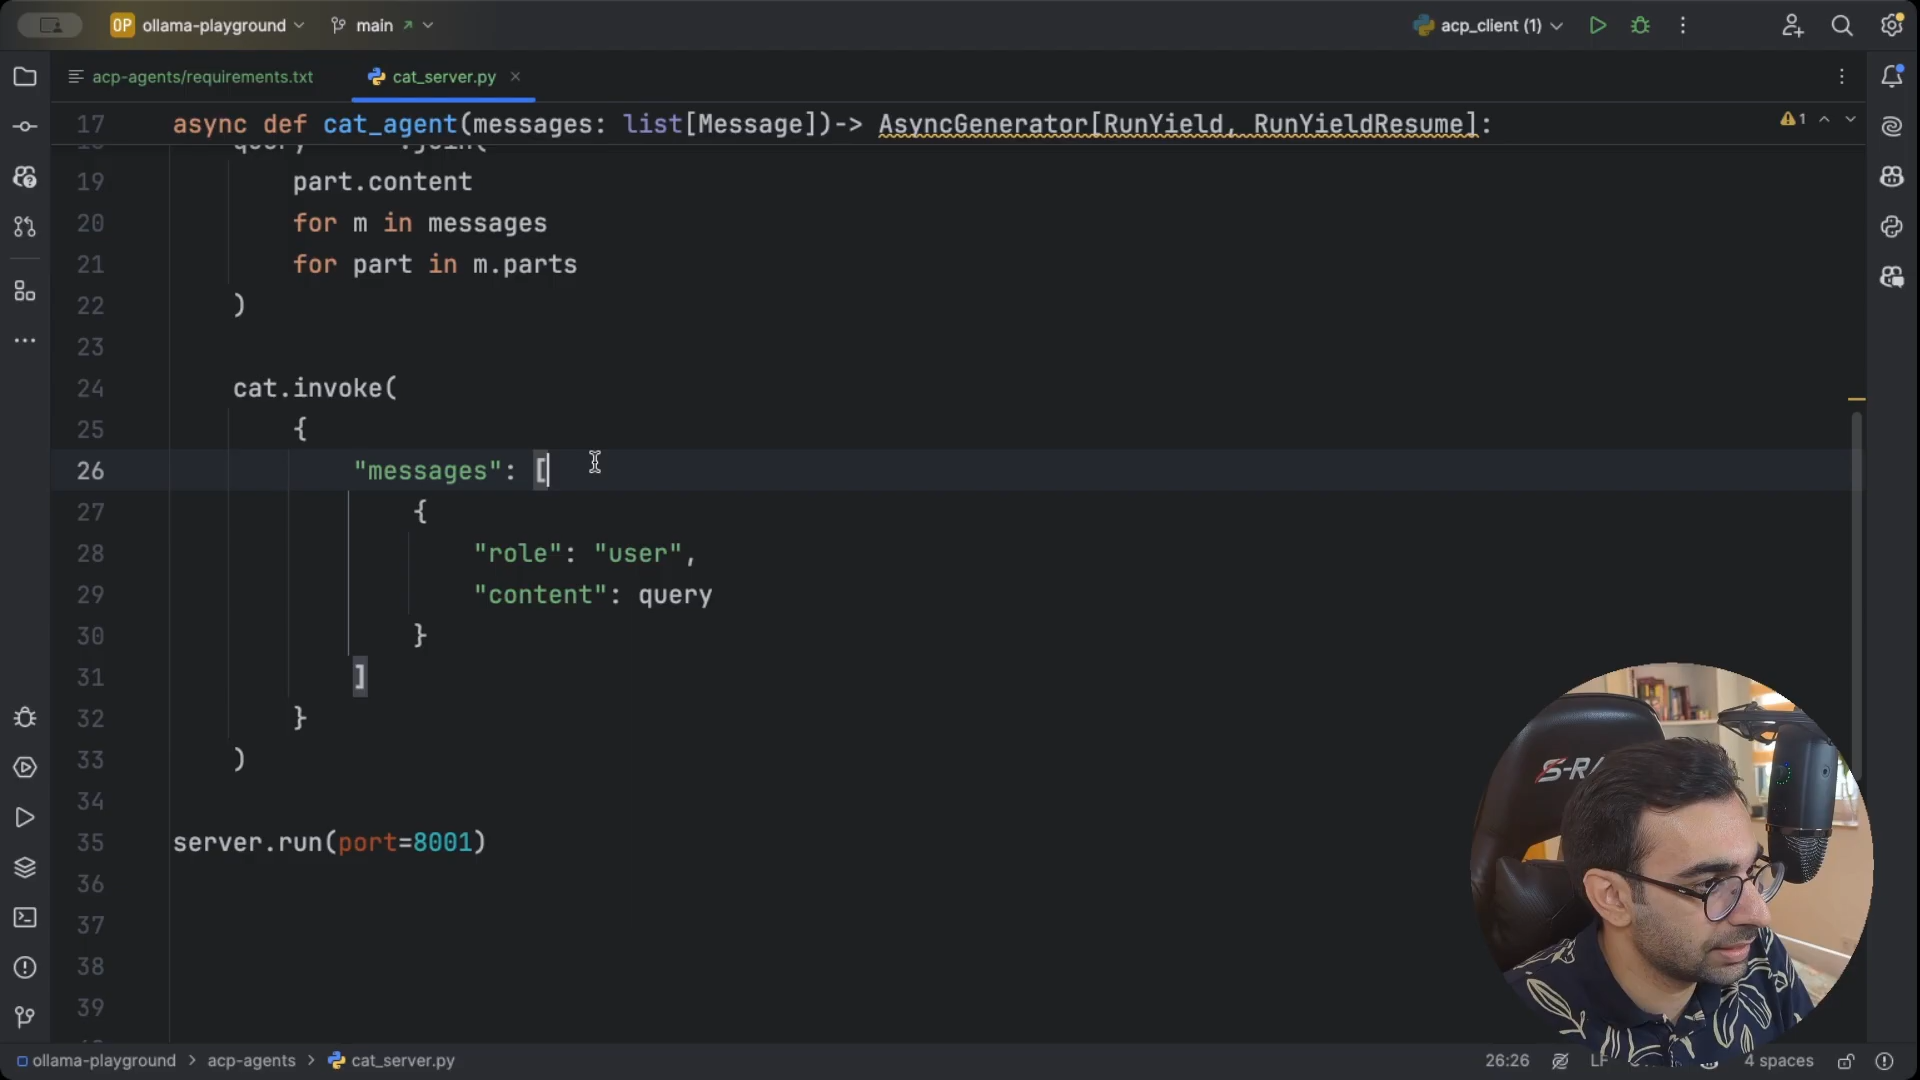 OP ollama-playground main acp_client (1)
acp-agents/requirements.txt cat_server.py
17 async def cat_agent(messages: list[Message])-> AsyncGenerator[RunYield, RunYieldResume]: 1
19 part.content
20 for m in messages
21 for part in m.parts
22 )
23
24 cat.invoke(
25 {
26 "messages": [
27 {
28 "role": "user",
29 "content": query
30 }
31 ]
32 }
33 )
34
35 server.run(port=8001)
36
37
38
39
ollama-playground > acp-agents > cat_server.py 26:26 LF 4 spaces